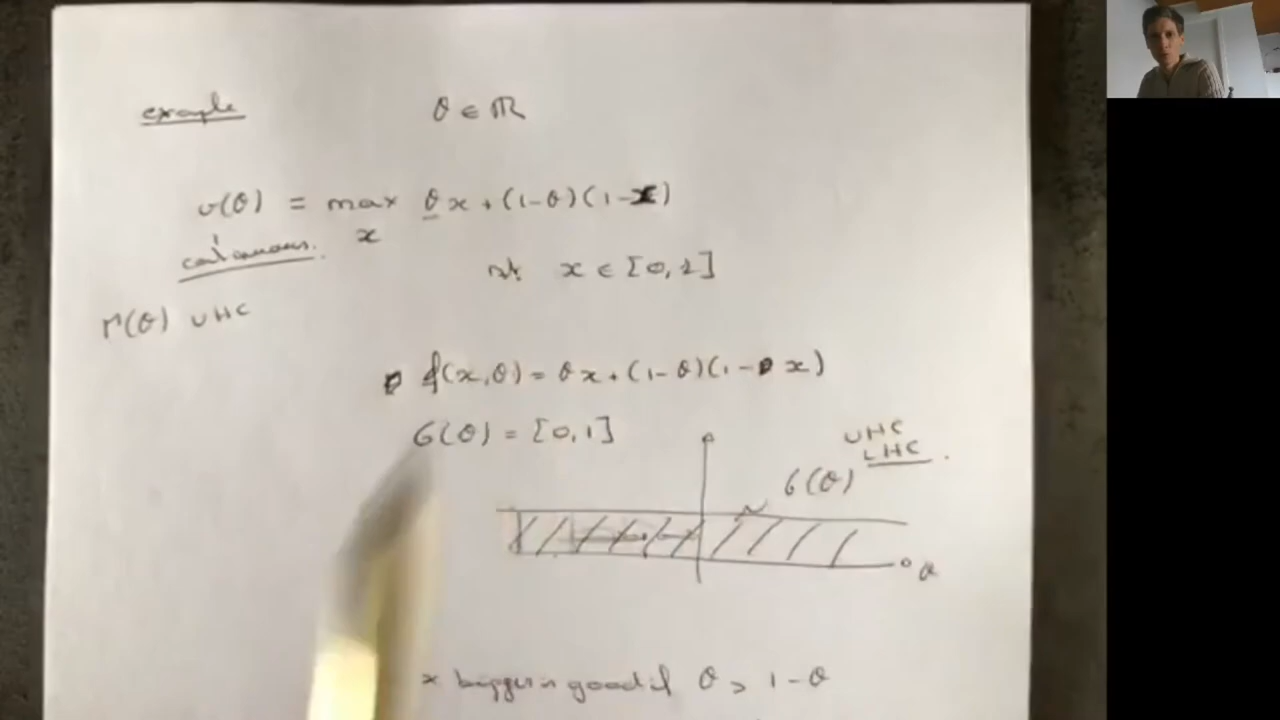 example θ ∈ ℝ
v(θ) = max θx + (1-θ)(1-x)
continuous. x
x ∈ [0,1]
Γ(θ) UHC
f(x,θ) = θx + (1-θ)(1-x)
G(θ) = [0,1]
UHC
LHC.
G(θ)
θ
x bigger is good if θ > 1-θ